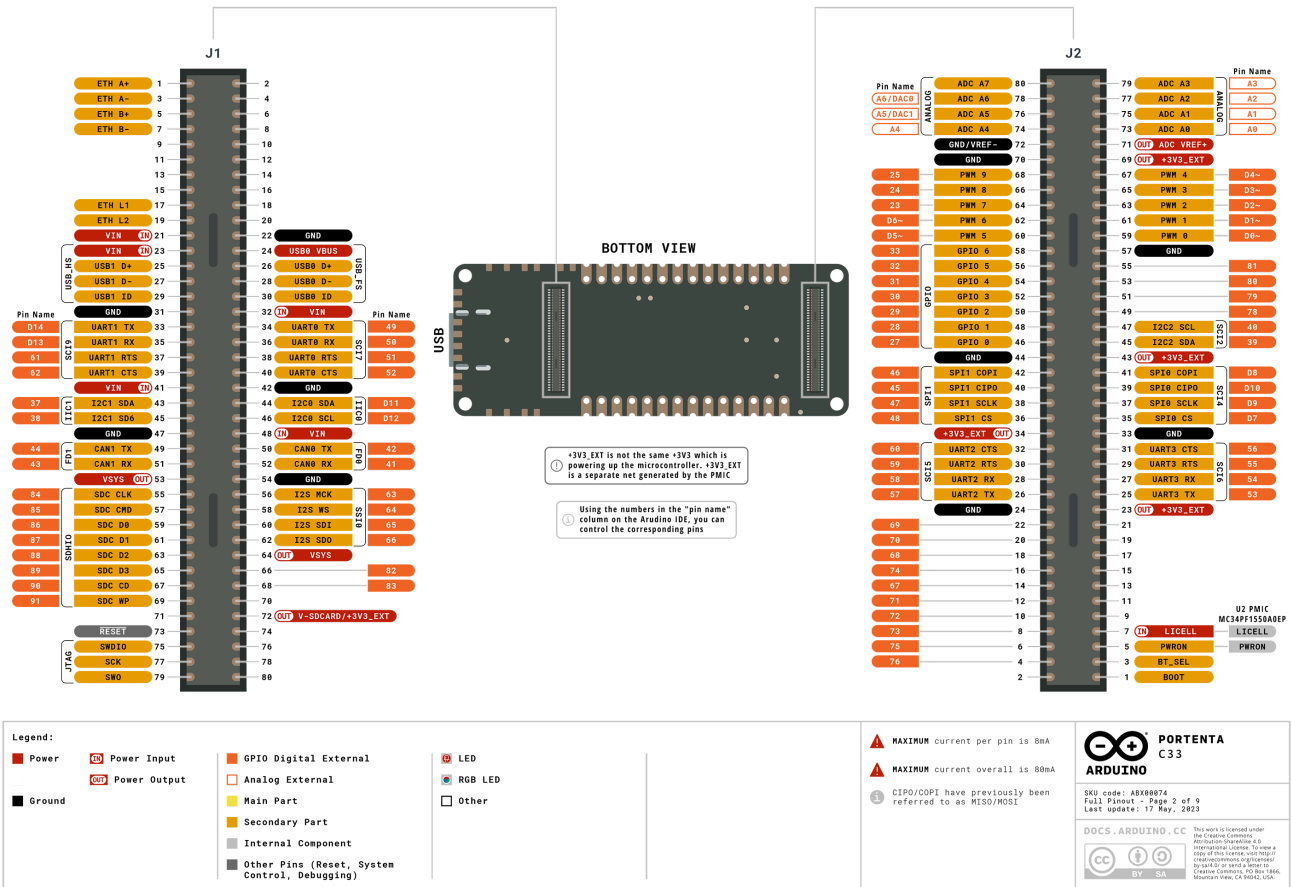 J1
ETH A+ 1 2
ETH A- 3 4
ETH B+ 5 6
ETH B- 7 8
9 10
11 12
13 14
15 16
ETH L1 17 18
ETH L2 19 20
VIN IN 21 22 GND
VIN IN 23 24 USB0 VBUS
USB1 D+ 25 26 USB0 D+
USB1 D- 27 28 USB0 D-
USB1 ID 29 30 USB0 ID
USB_HS
USB_FS
GND 31 32 IN VIN
Pin Name
Pin Name
D14 UART1 TX 33 34 UART0 TX 49
D13 UART1 RX 35 36 UART0 RX 50
61 UART1 RTS 37 38 UART0 RTS 51
62 UART1 CTS 39 40 UART0 CTS 52
SCI9
SCI7
VIN IN 41 42 GND
37 I2C1 SDA 43 44 I2C0 SDA D11
38 I2C1 SD6 45 46 I2C0 SCL D12
IIC1
IIC0
GND 47 48 IN VIN
44 CAN1 TX 49 50 CAN0 TX 42
43 CAN1 RX 51 52 CAN0 RX 41
FD1
FD0
VSYS OUT 53 54 GND
84 SDC CLK 55 56 I2S MCK 63
85 SDC CMD 57 58 I2S WS 64
86 SDC D0 59 60 I2S SDI 65
87 SDC D1 61 62 I2S SDO 66
88 SDC D2 63 64 OUT VSYS
89 SDC D3 65 66 82
90 SDC CD 67 68 83
91 SDC WP 69 70
SDHIO
SSI0
71 72 OUT V-SDCARD/+3V3_EXT
RESET 73 74
SWDIO 75 76
SCK 77 78
SWO 79 80
JTAG
BOTTOM VIEW
USB
+3V3_EXT is not the same +3V3 which is
powering up the microcontroller. +3V3_EXT
is a separate net generated by the PMIC
Using the numbers in the "pin name"
column on the Arudino IDE, you can
control the corresponding pins
J2
Pin Name
Pin Name
ADC A7 80 79 ADC A3 A3
A6/DAC0 ADC A6 78 77 ADC A2 A2
A5/DAC1 ADC A5 76 75 ADC A1 A1
A4 ADC A4 74 73 ADC A0 A0
ANALOG
ANALOG
GND/VREF- 72 71 OUT ADC VREF+
GND 70 69 OUT +3V3_EXT
25 PWM 9 68 67 PWM 4 D4~
24 PWM 8 66 65 PWM 3 D3~
23 PWM 7 64 63 PWM 2 D2~
D6~ PWM 6 62 61 PWM 1 D1~
D5~ PWM 5 60 59 PWM 0 D0~
33 GPIO 6 58 57 GND
32 GPIO 5 56 55 81
31 GPIO 4 54 53 80
30 GPIO 3 52 51 79
29 GPIO 2 50 49 78
28 GPIO 1 48 47 I2C2 SCL 40
27 GPIO 0 46 45 I2C2 SDA 39
GPIO
SCI2
GND 44 43 OUT +3V3_EXT
46 SPI1 COPI 42 41 SPI0 COPI D8
45 SPI1 CIPO 40 39 SPI0 CIPO D10
47 SPI1 SCLK 38 37 SPI0 SCLK D9
48 SPI1 CS 36 35 SPI0 CS D7
SPI1
SCI4
+3V3_EXT OUT 34 33 GND
60 UART2 CTS 32 31 UART3 CTS 56
59 UART2 RTS 30 29 UART3 RTS 55
58 UART2 RX 28 27 UART3 RX 54
57 UART2 TX 26 25 UART3 TX 53
SCI5
SCI6
GND 24 23 OUT +3V3_EXT
69 22 21
70 20 19
68 18 17
74 16 15
67 14 13
71 12 11
72 10 9
U2 PMIC
MC34PF1550A0EP
73 8 7 IN LICELL LICELL
75 6 5 PWRON PWRON
76 4 3 BT_SEL
2 1 BOOT
Legend:
Power
IN Power Input
OUT Power Output
Ground
GPIO Digital External
Analog External
Main Part
Secondary Part
Internal Component
Other Pins (Reset, System
Control, Debugging)
LED
RGB LED
Other
MAXIMUM current per pin is 8mA
MAXIMUM current overall is 80mA
CIPO/COPI have previously been
referred to as MISO/MOSI
ARDUINO
PORTENTA
C33
SKU code: ABX00074
Full Pinout - Page 2 of 9
Last update: 17 May, 2023
DOCS.ARDUINO.CC
cc BY SA
This work is licensed under
the Creative Commons
Attribution-ShareAlike 4.0
International License. To view a
copy of this license, visit http://
creativecommons.org/licenses/
by-sa/4.0/ or send a letter to
Creative Commons, PO Box 1866,
Mountain View, CA 94042, USA.